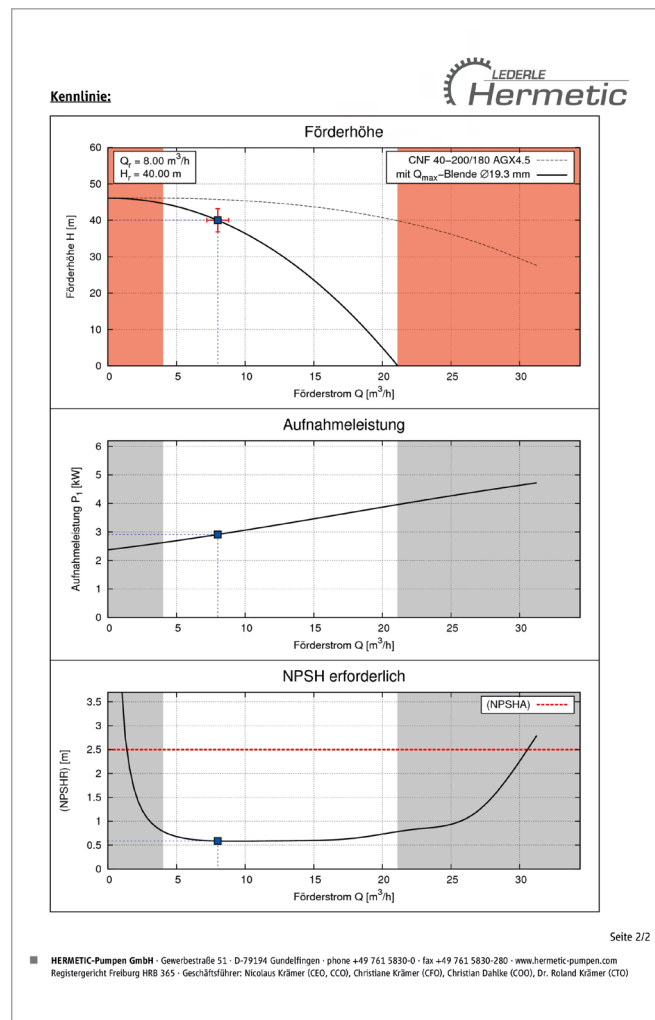 LEDERLE
Hermetic
Kennlinie:
Förderhöhe
Qr = 8.00 m³/h
Hr = 40.00 m
CNF 40-200/180 AGX4.5
mit Qmax-Blende Ø19.3 mm
Förderhöhe H [m]
60
50
40
30
20
10
0
0 5 10 15 20 25 30
Förderstrom Q [m³/h]
Aufnahmeleistung
Aufnahmeleistung P1 [kW]
6
5
4
3
2
1
0
0 5 10 15 20 25 30
Förderstrom Q [m³/h]
NPSH erforderlich
(NPSHA)
(NPSHR) [m]
3.5
3
2.5
2
1.5
1
0.5
0
0 5 10 15 20 25 30
Förderstrom Q [m³/h]
Seite 2/2
HERMETIC-Pumpen GmbH · Gewerbestraße 51 · D-79194 Gundelfingen · phone +49 761 5830-0 · fax +49 761 5830-280 · www.hermetic-pumpen.com
Registergericht Freiburg HRB 365 · Geschäftsführer: Nicolaus Krämer (CEO, CCO), Christiane Krämer (CFO), Christian Dahlke (COO), Dr. Roland Krämer (CTO)